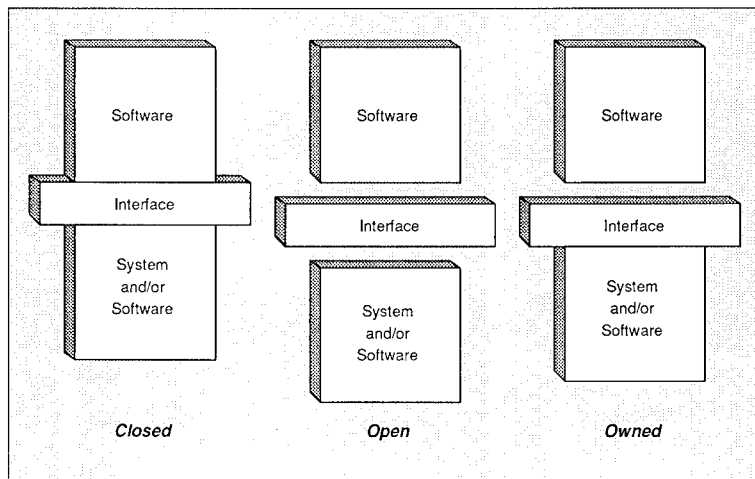 Software
Interface
System
and/or
Software
Closed
Software
Interface
System
and/or
Software
Open
Software
Interface
System
and/or
Software
Owned